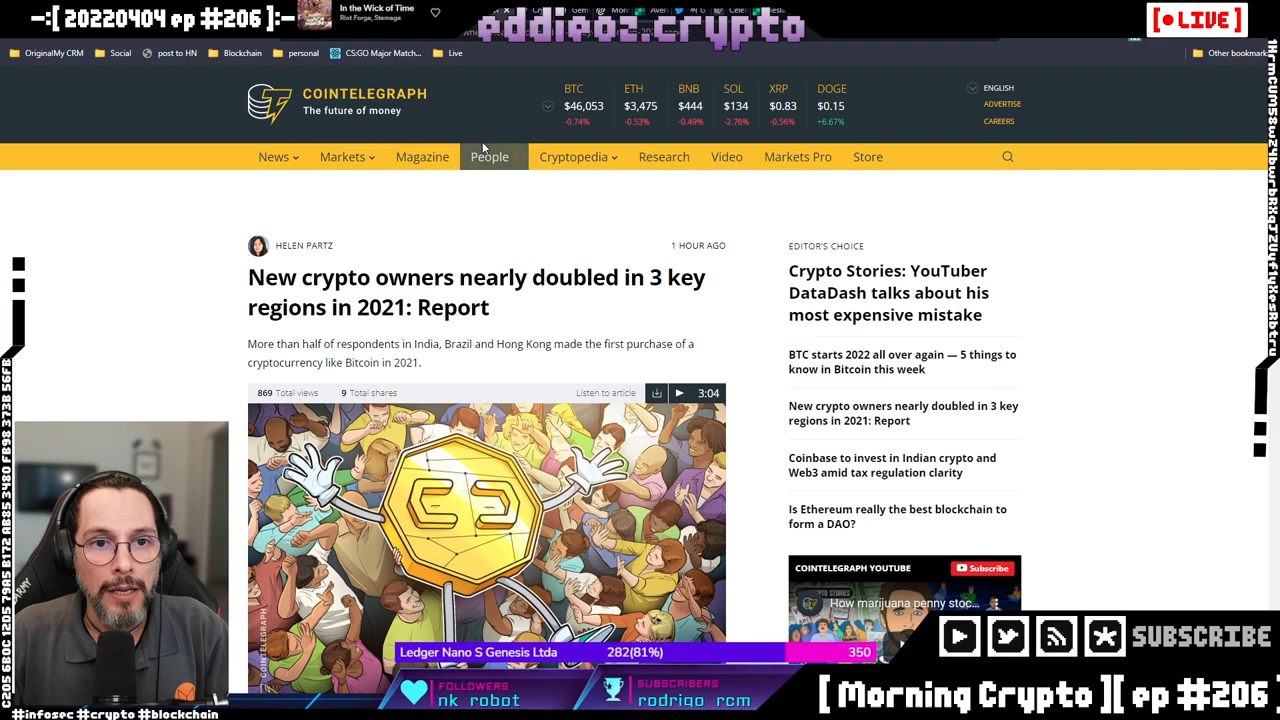 -:[ 20220404 ep #206 ]:-
In the Wick of Time
Riot Forge, Stemage
eddieoz.crypto
[● LIVE ]
OriginalMy CRM
Social
post to HN
Blockchain
personal
CS:GO Major Match...
Live
Other bookmark
COINTELEGRAPH
The future of money
BTC ETH BNB SOL XRP DOGE
$46,053 $3,475 $444 $134 $0.83 $0.15
-0.74% -0.53% -0.49% -2.76% -0.56% +6.67%
ENGLISH
ADVERTISE
CAREERS
News Markets Magazine People Cryptopedia Research Video Markets Pro Store
HELEN PARTZ
1 HOUR AGO
New crypto owners nearly doubled in 3 key
regions in 2021: Report
More than half of respondents in India, Brazil and Hong Kong made the first purchase of a
cryptocurrency like Bitcoin in 2021.
869 Total views 9 Total shares Listen to article 3:04
COINTELEGRAPH
EDITOR'S CHOICE
Crypto Stories: YouTuber
DataDash talks about his
most expensive mistake
BTC starts 2022 all over again — 5 things to
know in Bitcoin this week
New crypto owners nearly doubled in 3 key
regions in 2021: Report
Coinbase to invest in Indian crypto and
Web3 amid tax regulation clarity
Is Ethereum really the best blockchain to
form a DAO?
COINTELEGRAPH YOUTUBE
Subscribe
How marijuana penny stoc...
Ledger Nano S Genesis Ltda 282(81%) 350
FOLLOWERS
nk_robot
SUBSCRIBERS
rodrigo_rcm
SUBSCRIBE
[ Morning Crypto ][ ep #206 ]
#infosec #crypto #blockchain